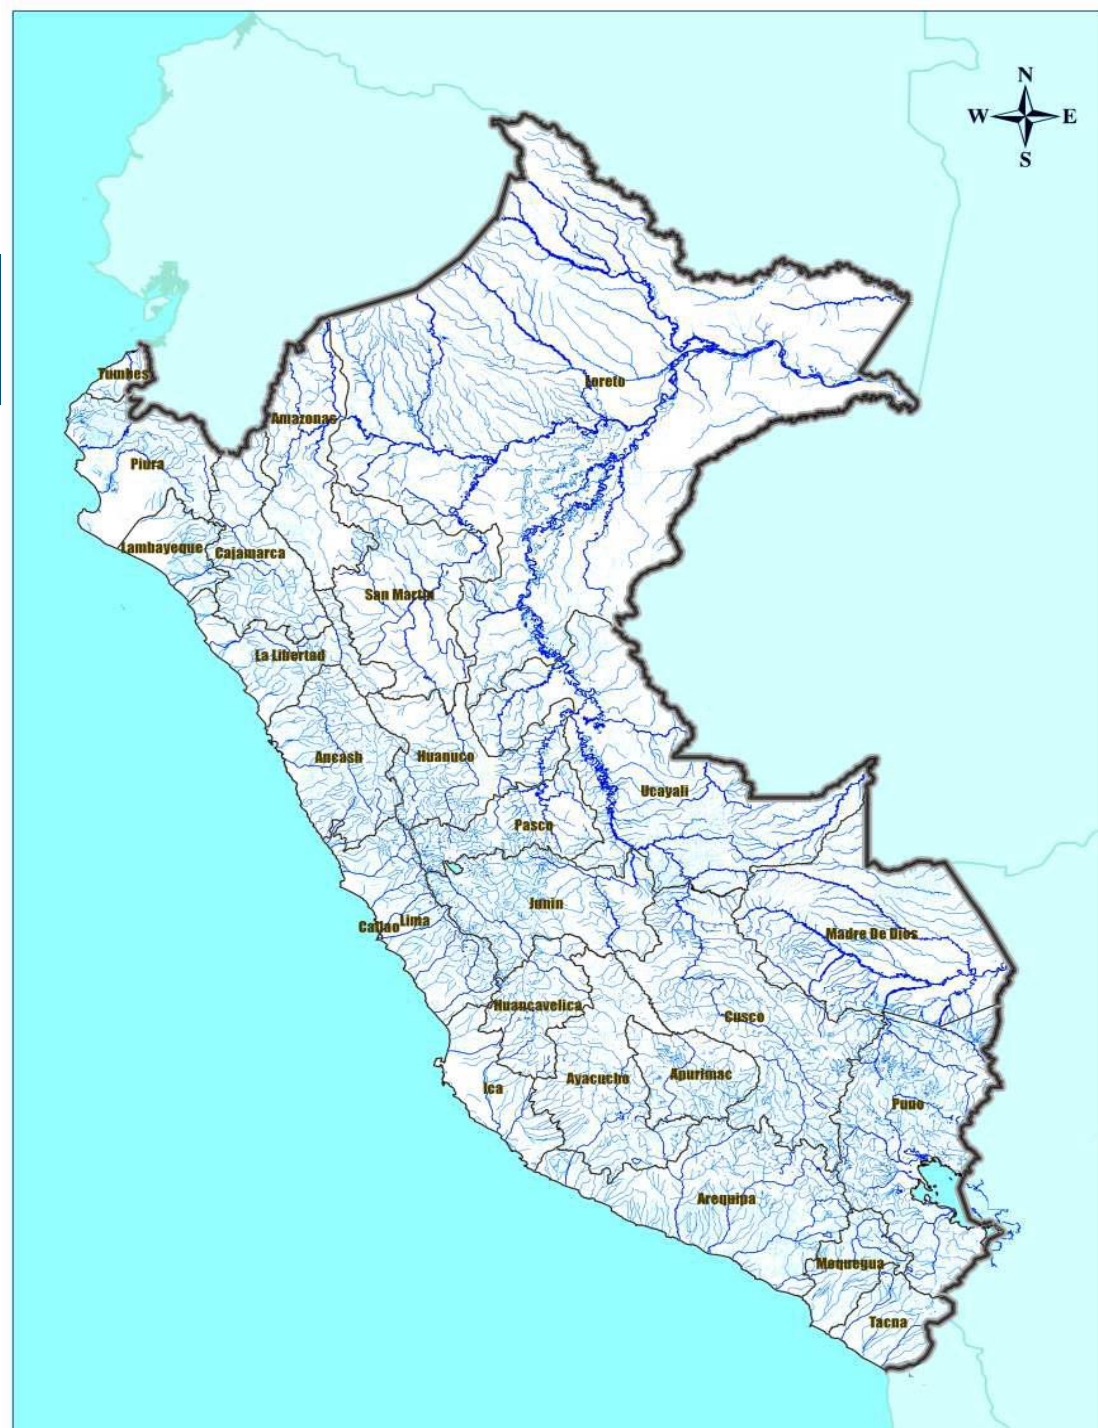 N
W E
S
Tumbes
Loreto
Amazonas
Piura
Lambayeque
Cajamarca
San Martin
La Libertad
Ancash
Huanuco
Ucayali
Pasco
Junin
Callao
Lima
Madre De Dios
Huancavelica
Cusco
Ica
Ayacucho
Apurimac
Puno
Arequipa
Moquegua
Tacna